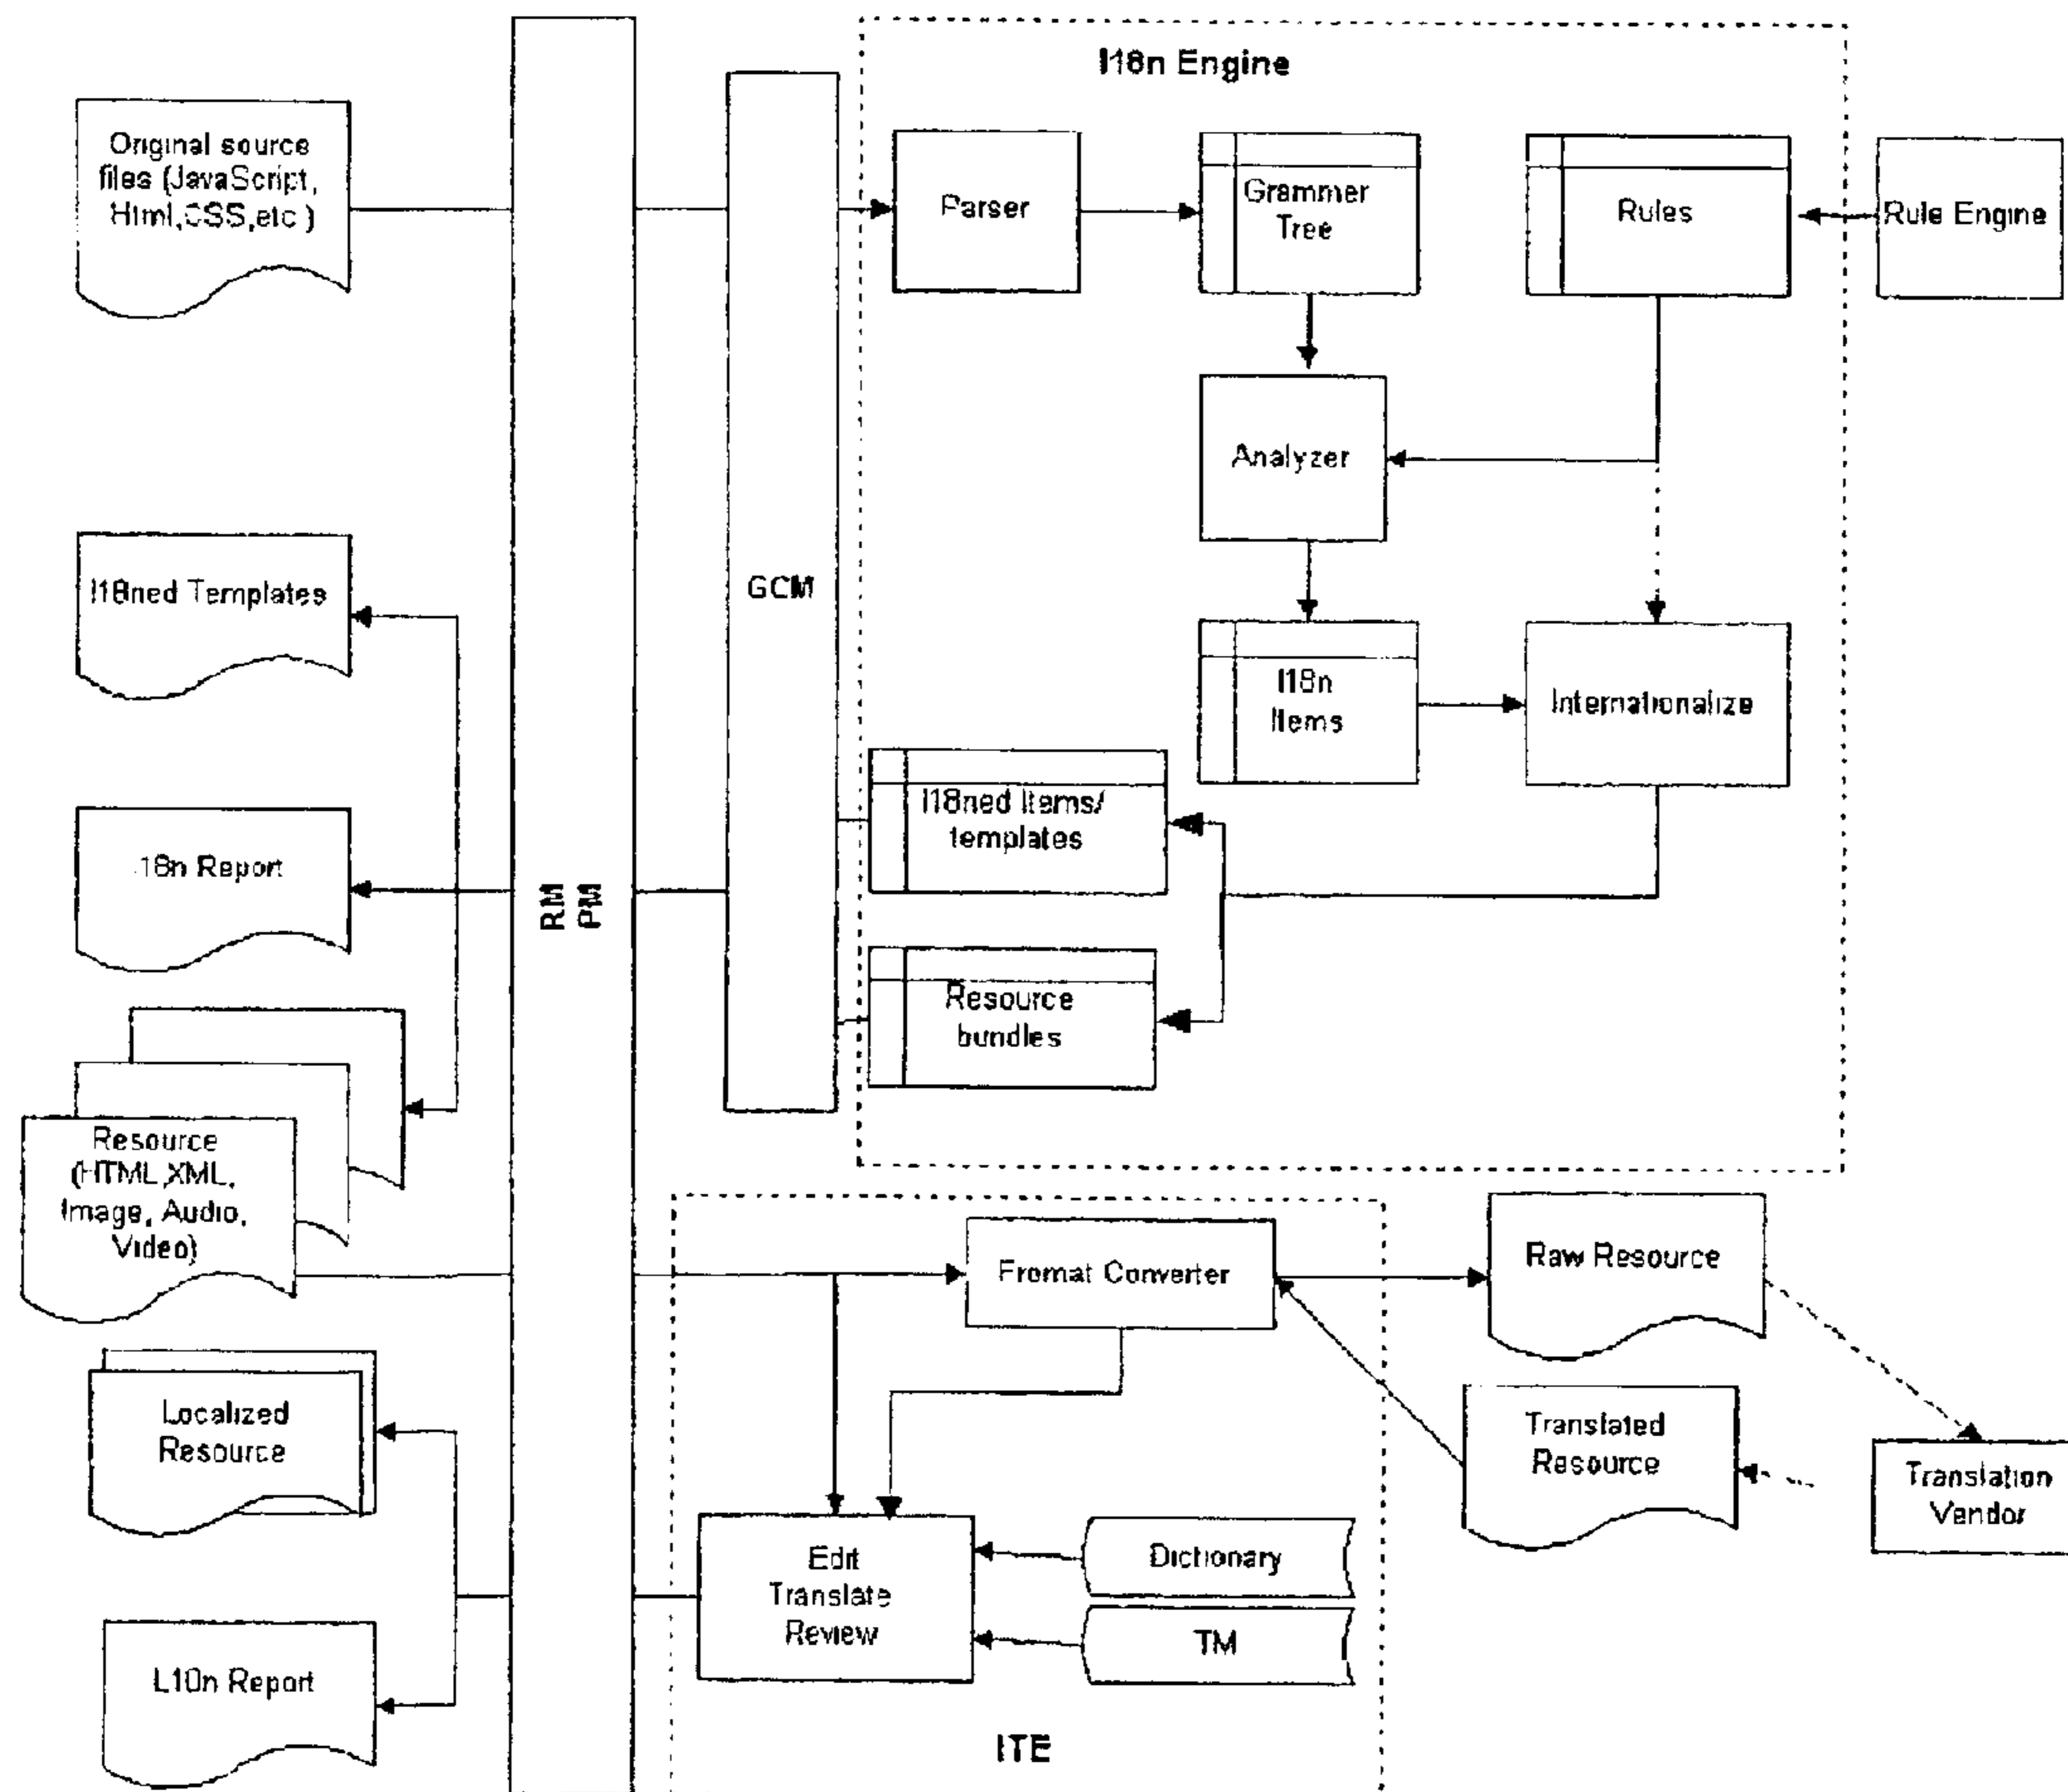 I18n Engine
Original source
files (JavaScript,
Html,CSS,etc )
Parser
Grammer
Tree
Rules
Rule Engine
Analyzer
I18ned Templates
GCM
I18n
Items
Internationalize
I18ned Items/
templates
18n Report
RM
PM
Resource
bundles
Resource
(HTML,XML,
Image, Audio,
Video)
Fromat Converter
Raw Resource
Localized
Resource
Translated
Resource
Translation
Vendor
Edit
Translate
Review
Dictionary
TM
L10n Report
ITE